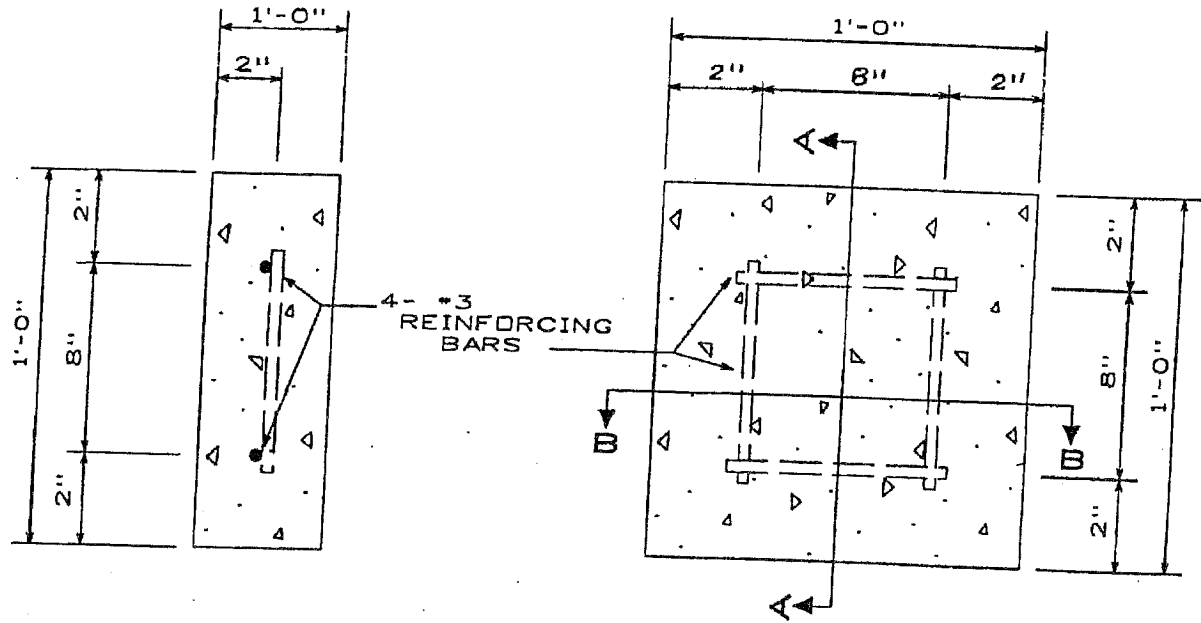 1'-0"
2"
2"
8"
2"
1'-0"
4- #3
REINFORCING
BARS
1'-0"
2"
8"
2"
A
A
B
B
2"
8"
2"
1'-0"